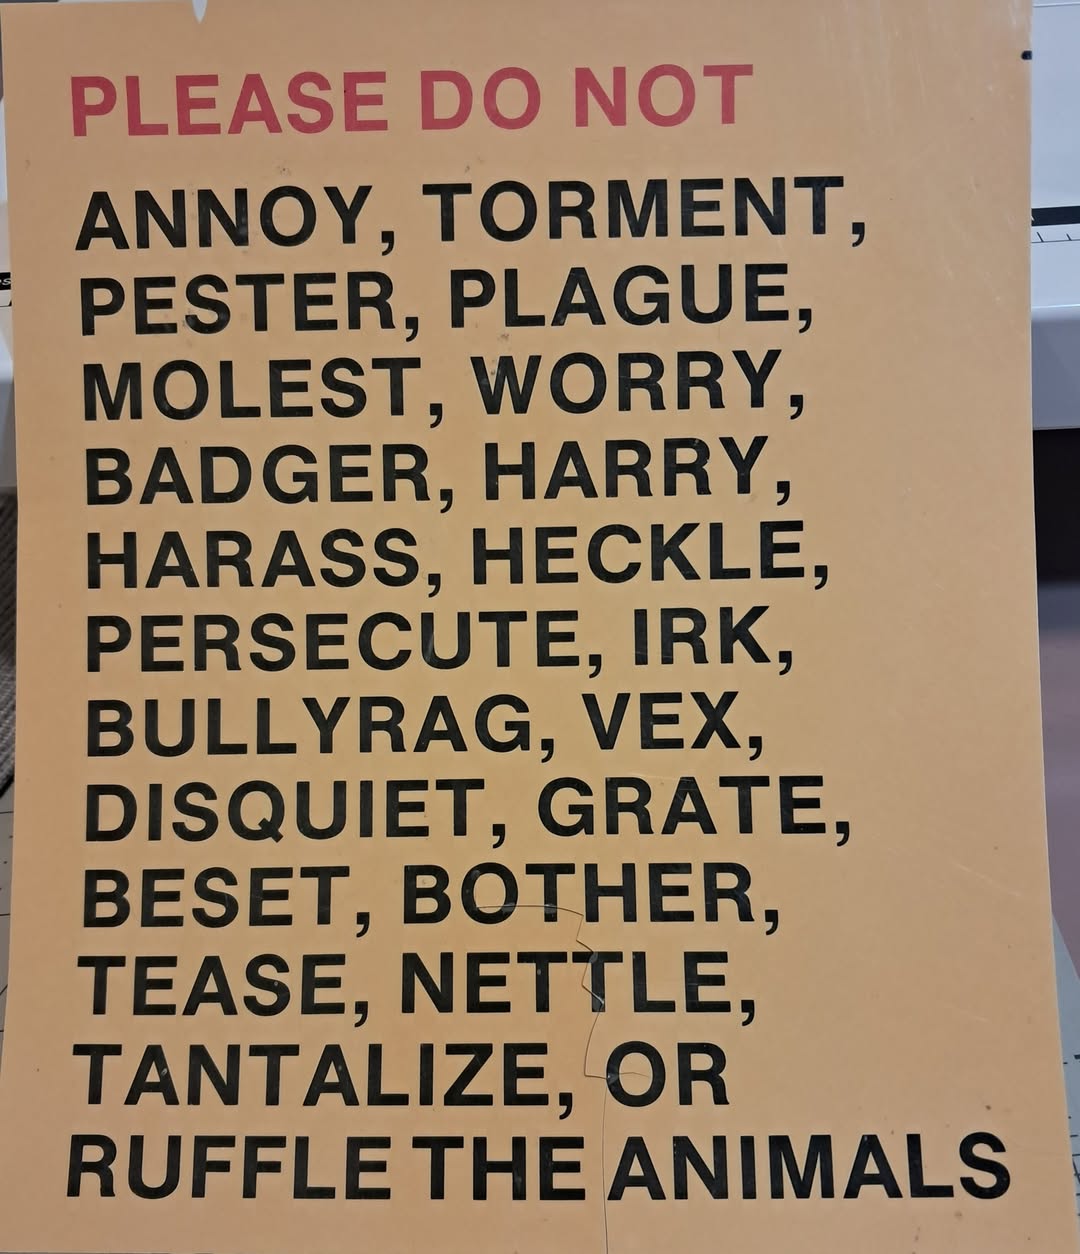 PLEASE DO NOT
ANNOY, TORMENT,
PESTER, PLAGUE,
MOLEST, WORRY,
BADGER, HARRY,
HARASS, HECKLE,
PERSECUTE, IRK,
BULLYRAG, VEX,
DISQUIET, GRATE,
BESET, BOTHER,
TEASE, NETTLE,
TANTALIZE, OR
RUFFLE THE ANIMALS